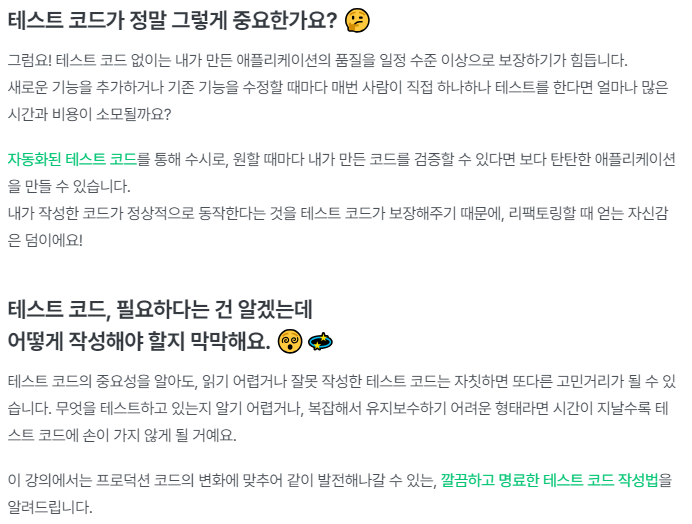 테스트 코드가 정말 그렇게 중요한가요? 🤔
그럼요! 테스트 코드 없이는 내가 만든 애플리케이션의 품질을 일정 수준 이상으로 보장하기가 힘듭니다.
새로운 기능을 추가하거나 기존 기능을 수정할 때마다 매번 사람이 직접 하나하나 테스트를 한다면 얼마나 많은
시간과 비용이 소모될까요?
자동화된 테스트 코드를 통해 수시로, 원할 때마다 내가 만든 코드를 검증할 수 있다면 보다 탄탄한 애플리케이션
을 만들 수 있습니다.
내가 작성한 코드가 정상적으로 동작한다는 것을 테스트 코드가 보장해주기 때문에, 리팩토링할 때 얻는 자신감
은 덤이에요!
테스트 코드, 필요하다는 건 알겠는데
어떻게 작성해야 할지 막막해요. 😵‍💫
테스트 코드의 중요성을 알아도, 읽기 어렵거나 잘못 작성한 테스트 코드는 자칫하면 또다른 고민거리가 될 수 있
습니다. 무엇을 테스트하고 있는지 알기 어렵거나, 복잡해서 유지보수하기 어려운 형태라면 시간이 지날수록 테
스트 코드에 손이 가지 않게 될 거예요.
이 강의에서는 프로덕션 코드의 변화에 맞추어 같이 발전해나갈 수 있는, 깔끔하고 명료한 테스트 코드 작성법을
알려드립니다.